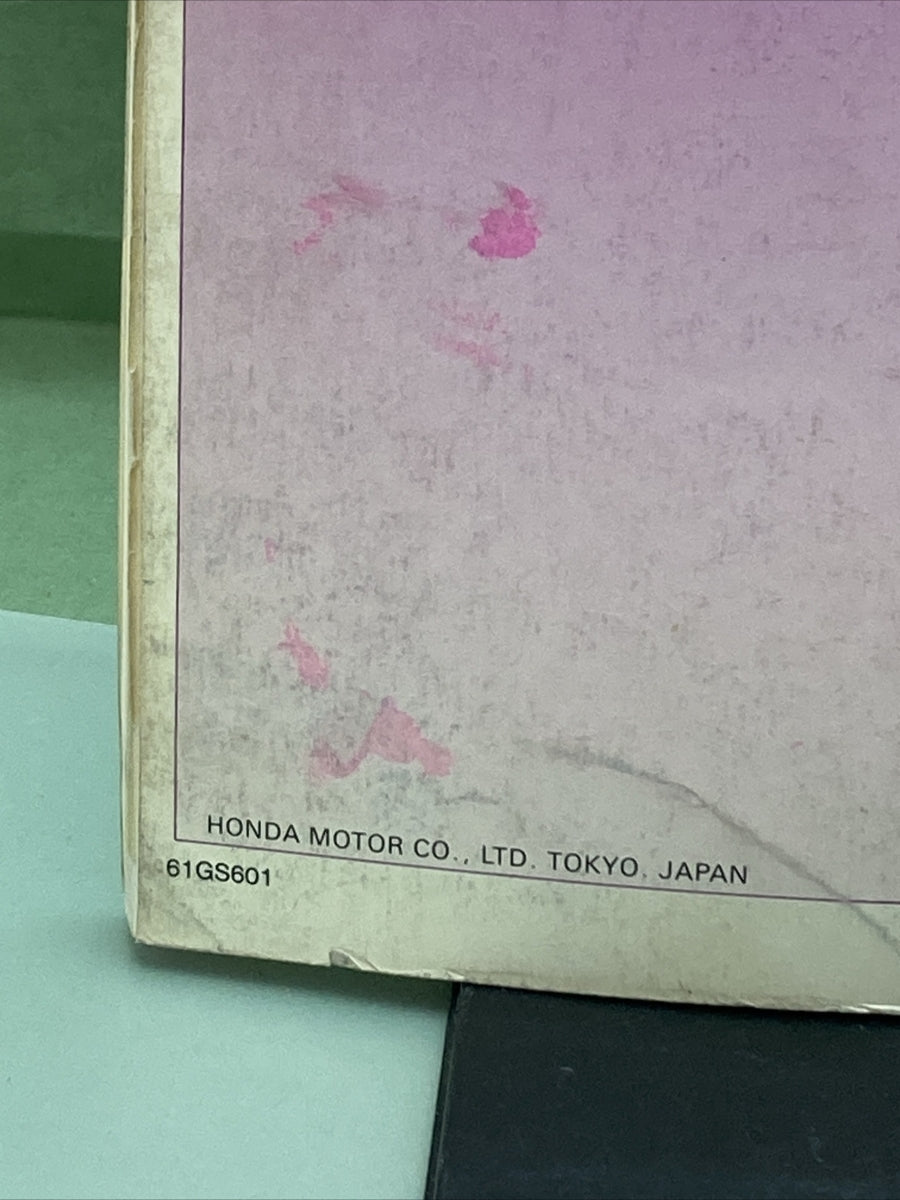 HONDA MOTOR CO., LTD. TOKYO, JAPAN
61GS601